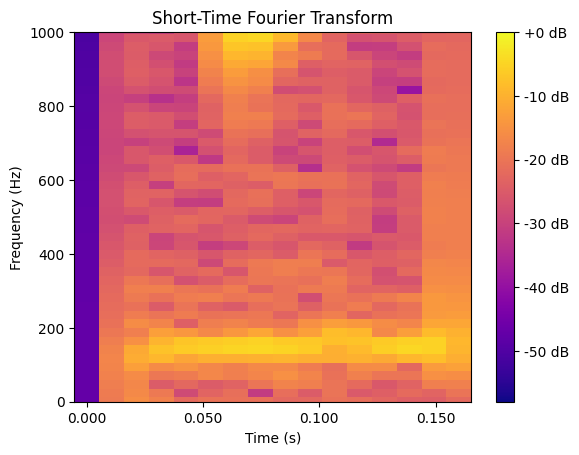 Short-Time Fourier Transform
1000
800
600
400
200
0
Frequency (Hz)
0.000
0.050
0.100
0.150
Time (s)
+0 dB
-10 dB
-20 dB
-30 dB
-40 dB
-50 dB